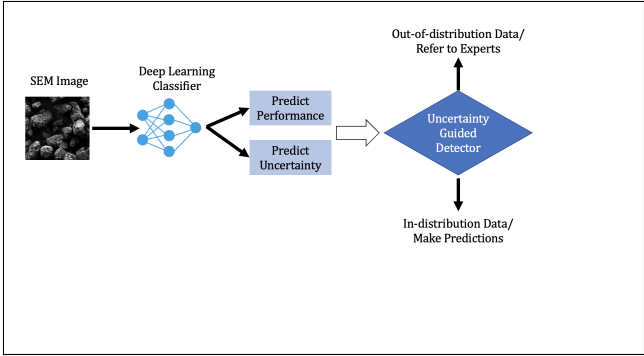 Out-of-distribution Data/
Refer to Experts
SEM Image
Deep Learning
Classifier
Predict
Performance
Predict
Uncertainty
Uncertainty
Guided
Detector
In-distribution Data/
Make Predictions